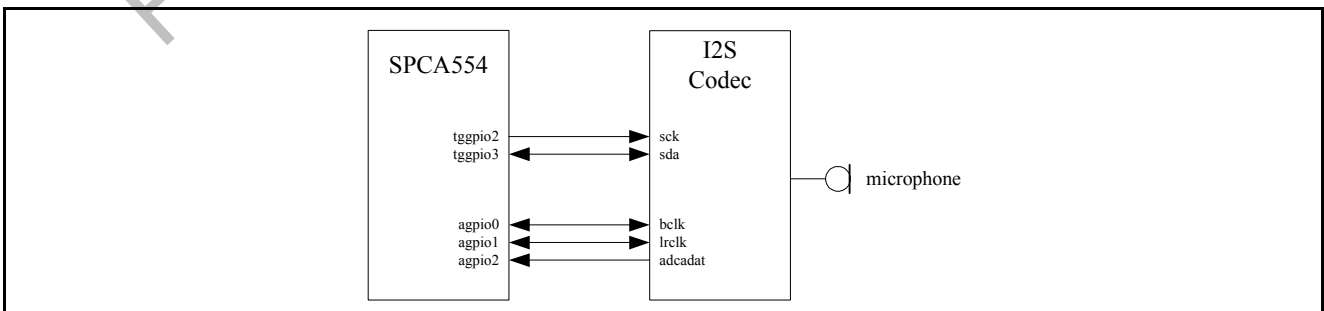 SPCA554
I2S
Codec
tggpio2
tggpio3
sck
sda
microphone
agpio0
agpio1
agpio2
bclk
lrclk
adcadat